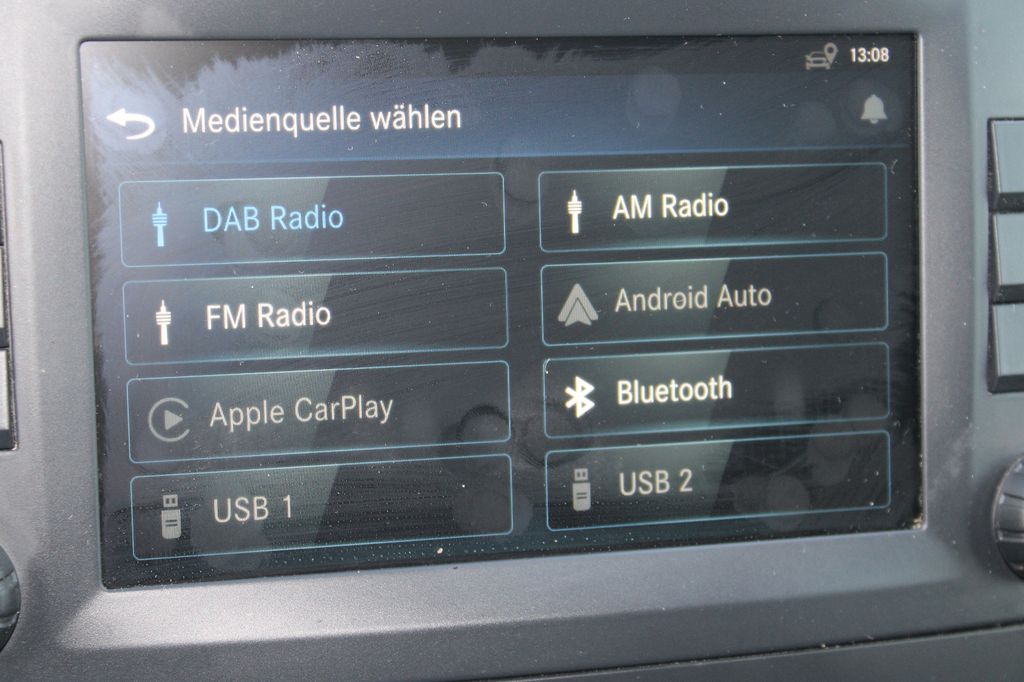 13:08
Medienquelle wählen
DAB Radio
AM Radio
FM Radio
Android Auto
Apple CarPlay
Bluetooth
USB 1
USB 2